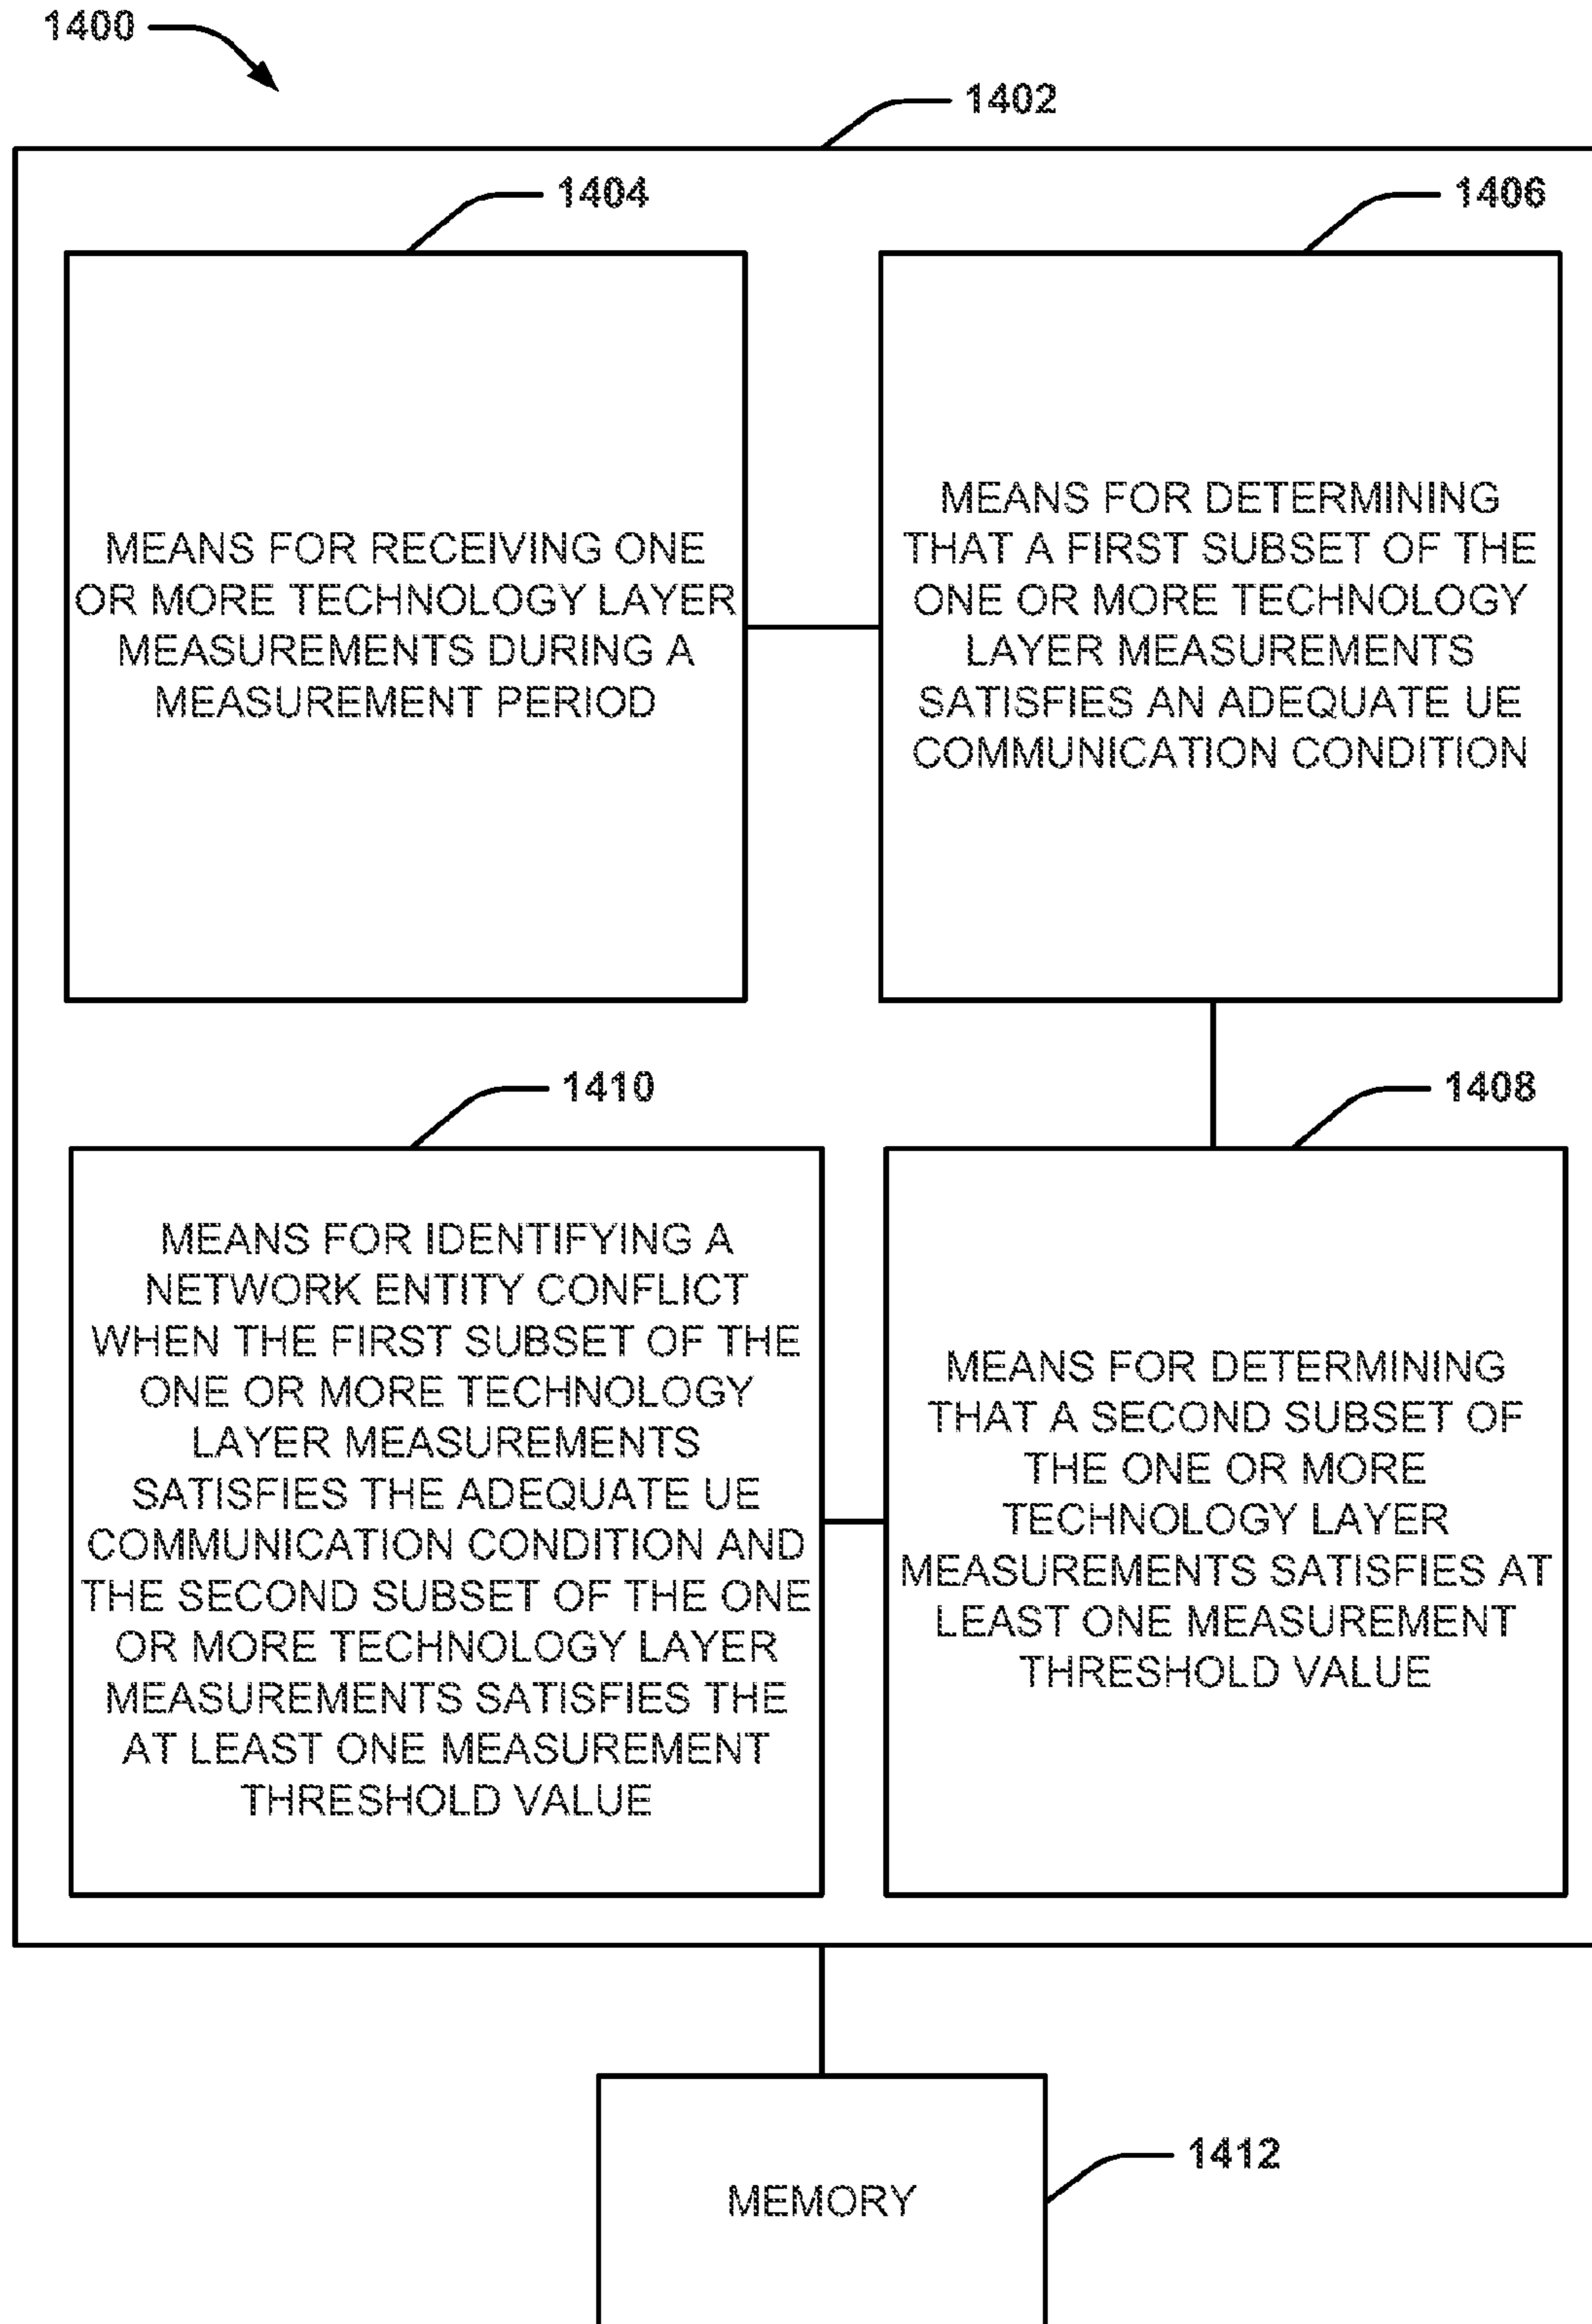 1400
1402
1404
1406
MEANS FOR RECEIVING ONE
OR MORE TECHNOLOGY LAYER
MEASUREMENTS DURING A
MEASUREMENT PERIOD
MEANS FOR DETERMINING
THAT A FIRST SUBSET OF THE
ONE OR MORE TECHNOLOGY
LAYER MEASUREMENTS
SATISFIES AN ADEQUATE UE
COMMUNICATION CONDITION
1410
1408
MEANS FOR IDENTIFYING A
NETWORK ENTITY CONFLICT
WHEN THE FIRST SUBSET OF THE
ONE OR MORE TECHNOLOGY
LAYER MEASUREMENTS
SATISFIES THE ADEQUATE UE
COMMUNICATION CONDITION AND
THE SECOND SUBSET OF THE ONE
OR MORE TECHNOLOGY LAYER
MEASUREMENTS SATISFIES THE
AT LEAST ONE MEASUREMENT
THRESHOLD VALUE
MEANS FOR DETERMINING
THAT A SECOND SUBSET OF
THE ONE OR MORE
TECHNOLOGY LAYER
MEASUREMENTS SATISFIES AT
LEAST ONE MEASUREMENT
THRESHOLD VALUE
1412
MEMORY